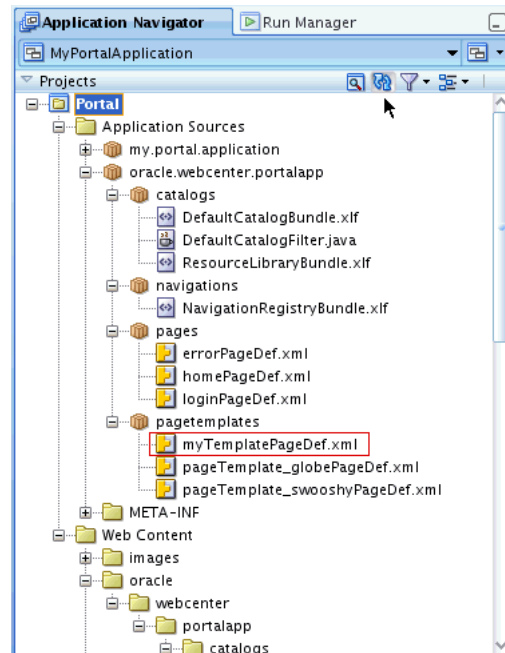 Application Navigator Run Manager
MyPortalApplication
Projects
Portal
Application Sources
my.portal.application
oracle.webcenter.portalapp
catalogs
DefaultCatalogBundle.xlf
DefaultCatalogFilter.java
ResourceLibraryBundle.xlf
navigations
NavigationRegistryBundle.xlf
pages
errorPageDef.xml
homePageDef.xml
loginPageDef.xml
pagetemplates
myTemplatePageDef.xml
pageTemplate_globePageDef.xml
pageTemplate_swooshyPageDef.xml
META-INF
Web Content
images
oracle
webcenter
portalapp
catalogs